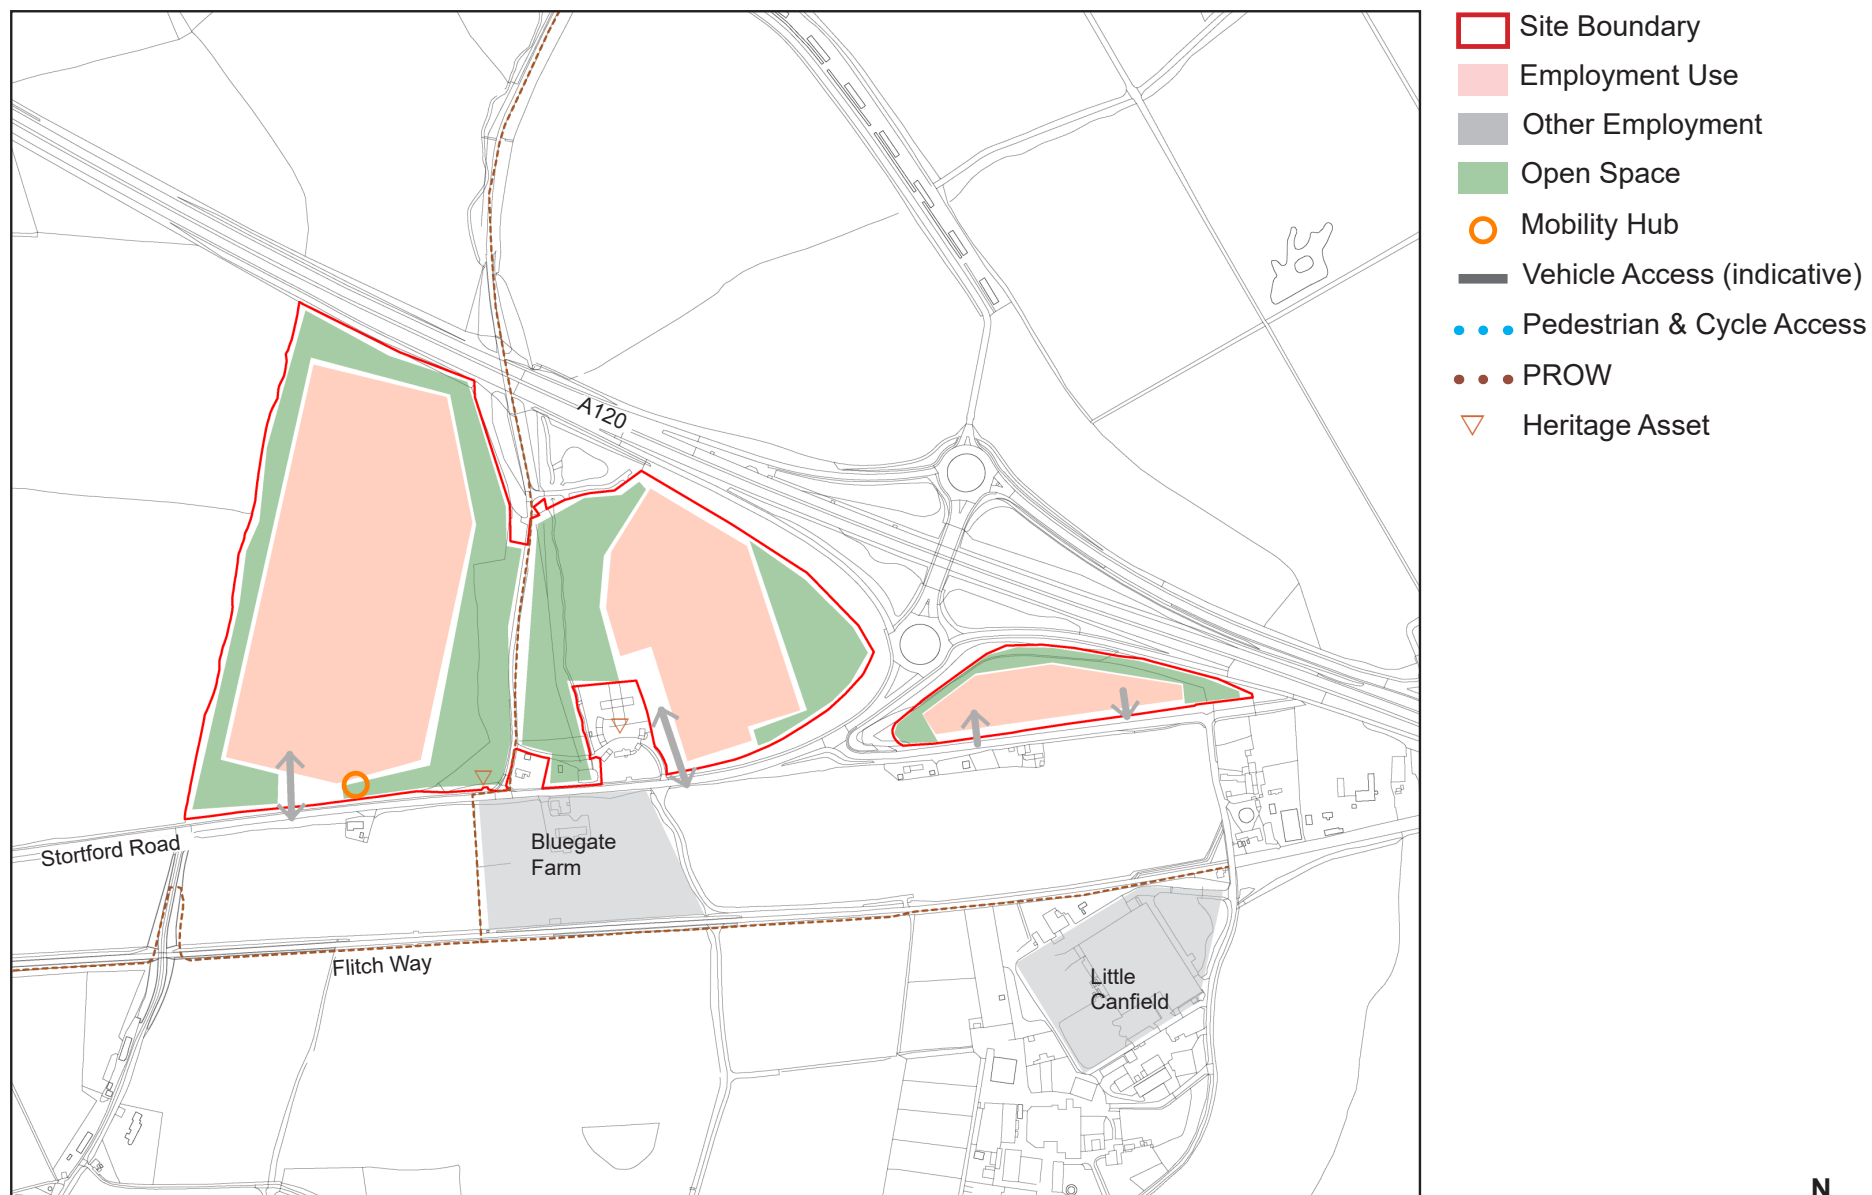 Site Boundary
Employment Use
Other Employment
Open Space
Mobility Hub
Vehicle Access (indicative)
Pedestrian & Cycle Access
PROW
Heritage Asset
A120
Stortford Road
Bluegate
Farm
Flitch Way
Little
Canfield
N